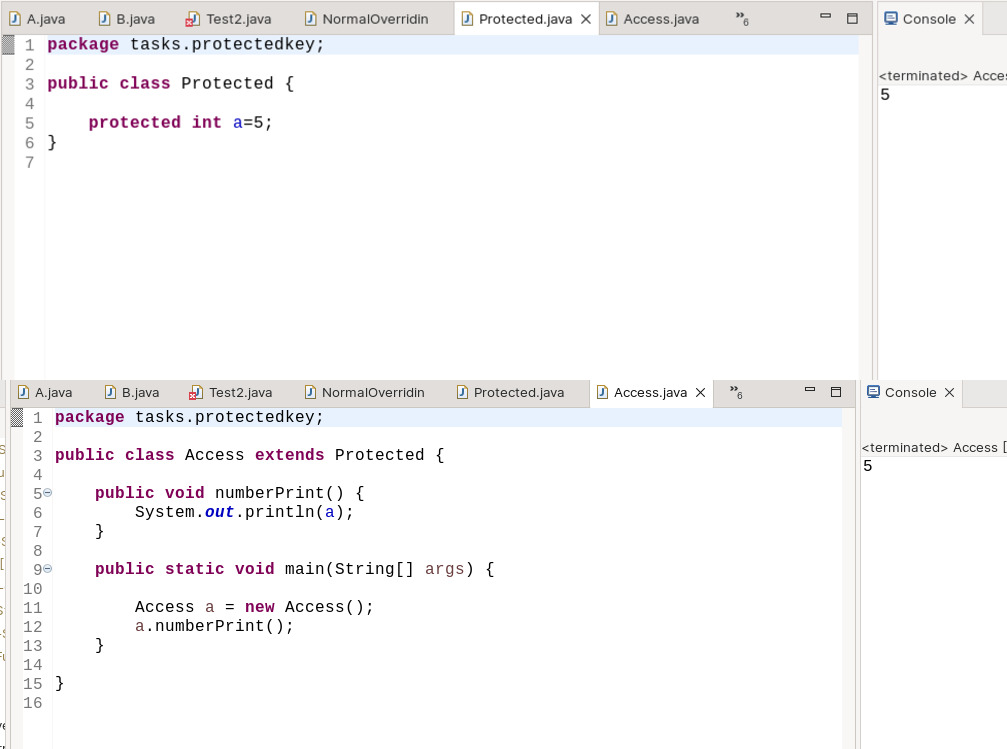 A.java B.java Test2.java NormalOverridin Protected.java Access.java »6 Console
<terminated> Acces
1 package tasks.protectedkey; 5
2
3 public class Protected {
4
5 protected int a=5;
6 }
7
A.java B.java Test2.java NormalOverridin Protected.java Access.java »6 Console
1 package tasks.protectedkey;
2
3 public class Access extends Protected { <terminated> Access [
4 5
5 public void numberPrint() {
6 System.out.println(a);
7 }
8
9 public static void main(String[] args) {
10
11 Access a = new Access();
12 a.numberPrint();
13 }
14
15 }
16